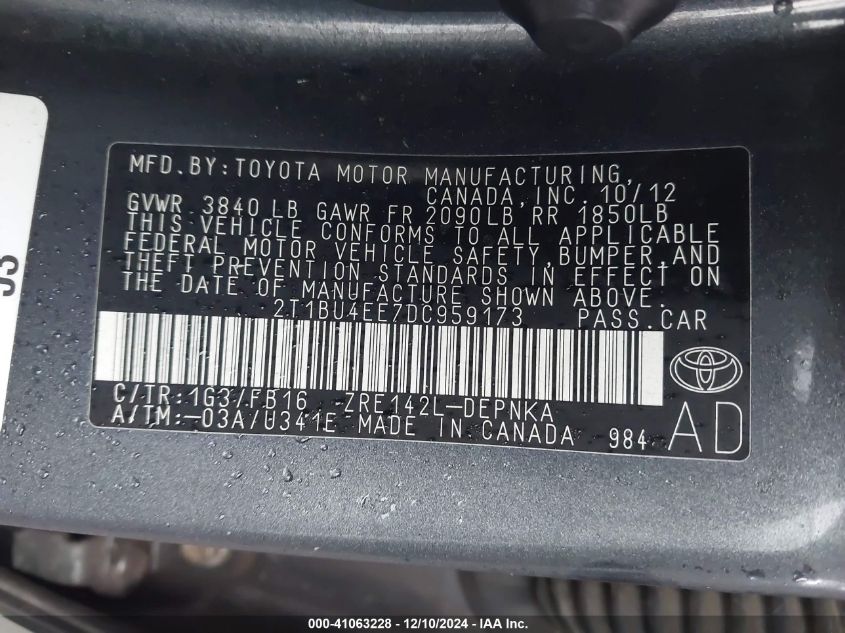 MFD.BY:TOYOTA MOTOR MANUFACTURING,
CANADA,INC. 10/12
GVWR 3840 LB GAWR FR 2090LB RR 1850LB
THIS VEHICLE CONFORMS TO ALL APPLICABLE
FEDERAL MOTOR VEHICLE SAFETY,BUMPER,AND
THEFT PREVENTION STANDARDS IN EFFECT ON
THE DATE OF MANUFACTURE SHOWN ABOVE.
2T1BU4EE7DC959173 PASS.CAR
C/TR:1G3/FB16 ZRE142L-DEPNKA
A/TM:-03A/U341E MADE IN CANADA 984 AD
000-41063228 - 12/10/2024 - IAA Inc.